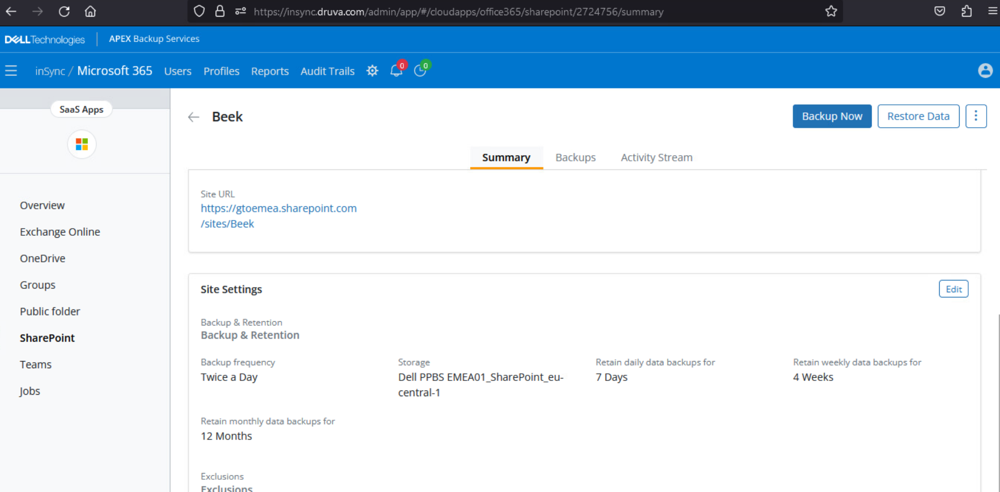 https://insync.druva.com/admin/app/#/cloudapps/office365/sharepoint/2724756/summary
DELLTechnologies APEX Backup Services
inSync / Microsoft 365 Users Profiles Reports Audit Trails 0 0
SaaS Apps
Overview
Exchange Online
OneDrive
Groups
Public folder
SharePoint
Teams
Jobs
Beek
Backup Now Restore Data
Summary Backups Activity Stream
Site URL
https://gtoemea.sharepoint.com
/sites/Beek
Site Settings Edit
Backup & Retention
Backup & Retention
Backup frequency
Twice a Day
Storage
Dell PPBS EMEA01_SharePoint_eu-
central-1
Retain daily data backups for
7 Days
Retain weekly data backups for
4 Weeks
Retain monthly data backups for
12 Months
Exclusions
Exclusions